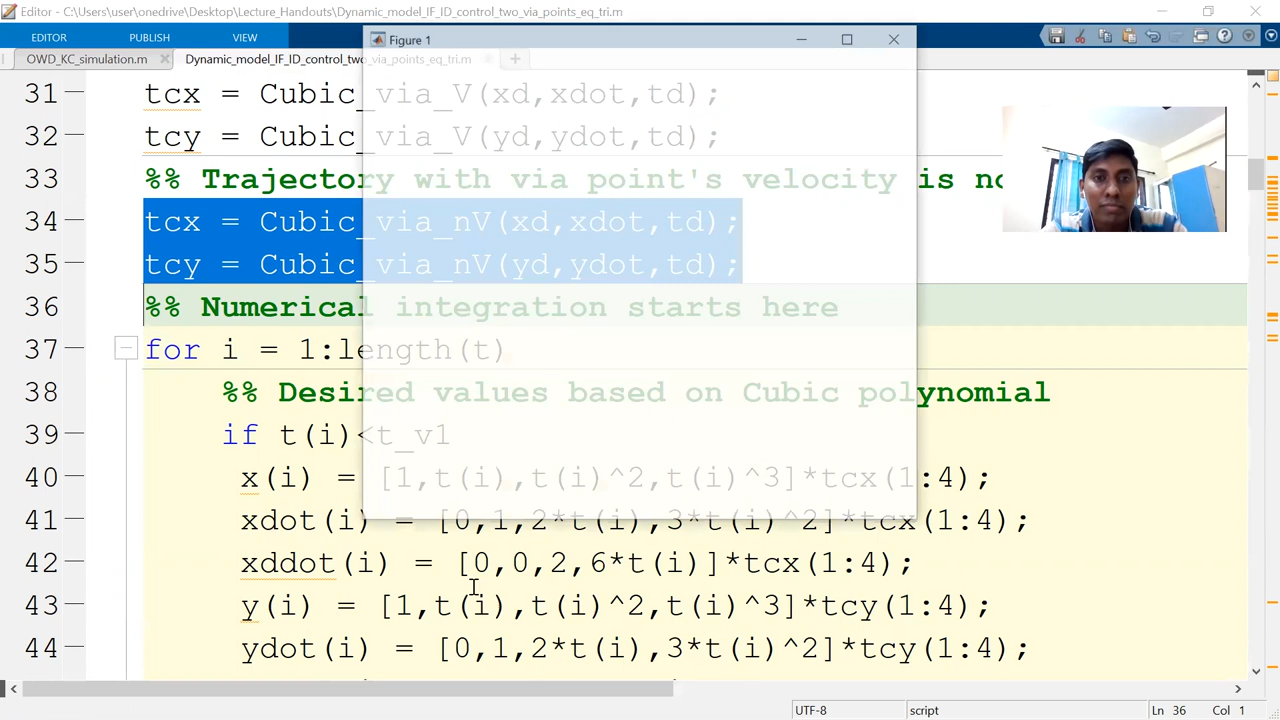 Editor - C:\Users\user\onedrive\Desktop\Lecture_Handouts\Dynamic_model_IF_ID_control_two_via_points_eq_tri.m
EDITOR PUBLISH VIEW
Figure 1
OWD_KC_simulation.m Dynamic_model_IF_ID_control_two_via_points_eq_tri.m
31 tcx = Cubic_via_V(xd,xdot,td);
32 tcy = Cubic_via_V(yd,ydot,td);
33 %% Trajectory with via point's velocity is no
34 tcx = Cubic_via_nV(xd,xdot,td);
35 tcy = Cubic_via_nV(yd,ydot,td);
36 %% Numerical integration starts here
37 for i = 1:length(t)
38 %% Desired values based on Cubic polynomial
39 if t(i)<t_v1
40 x(i) = [1,t(i),t(i)^2,t(i)^3]*tcx(1:4);
41 xdot(i) = [0,1,2*t(i),3*t(i)^2]*tcx(1:4);
42 xddot(i) = [0,0,2,6*t(i)]*tcx(1:4);
43 y(i) = [1,t(i),t(i)^2,t(i)^3]*tcy(1:4);
44 ydot(i) = [0,1,2*t(i),3*t(i)^2]*tcy(1:4);
UTF-8 script Ln 36 Col 1